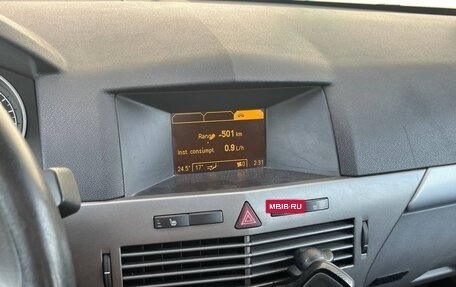 Range -501 km
Inst consumpt. 0.9 L/h
24.5° 17° 2:31
MBIB-RU